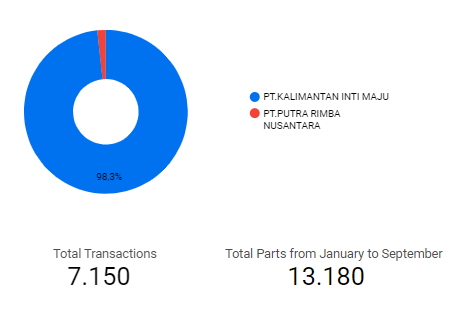 98,3%
PT.KALIMANTAN INTI MAJU
PT.PUTRA RIMBA
NUSANTARA
Total Transactions
7.150
Total Parts from January to September
13.180